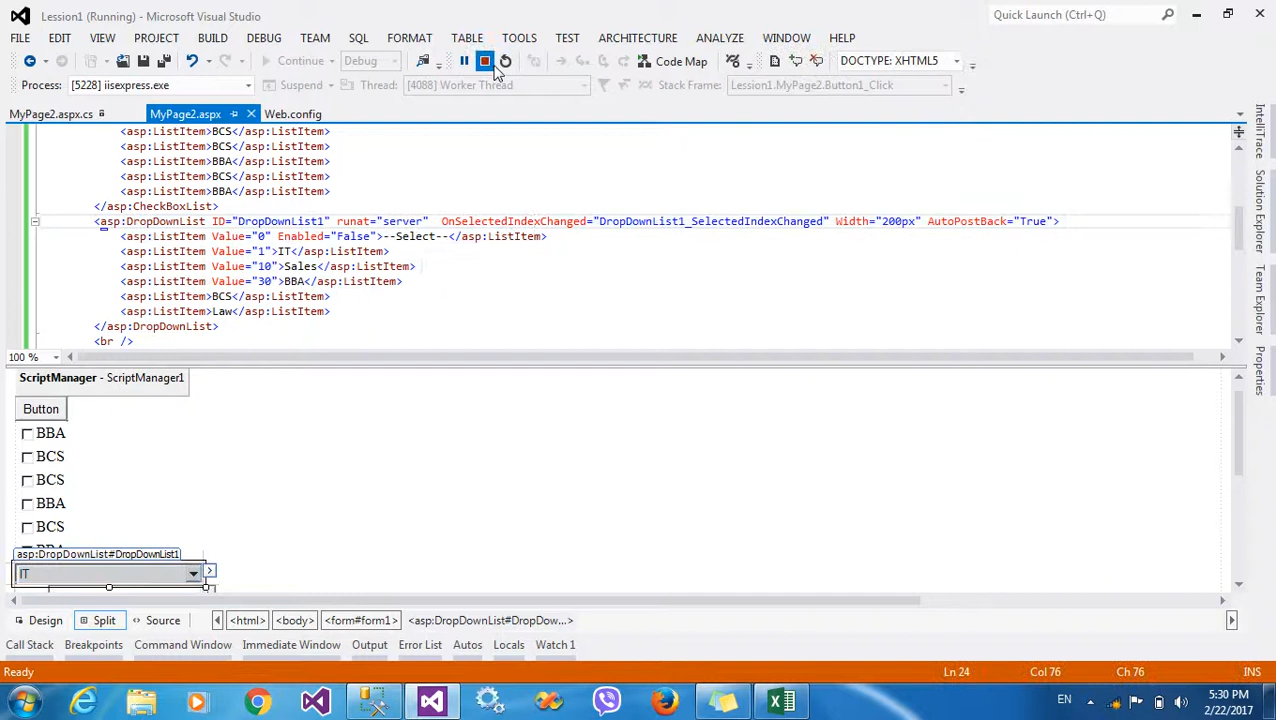 Lession1 (Running) - Microsoft Visual Studio
Quick Launch (Ctrl+Q)
FILE EDIT VIEW PROJECT BUILD DEBUG TEAM SQL FORMAT TABLE TOOLS TEST ARCHITECTURE ANALYZE WINDOW HELP
Continue Debug Code Map DOCTYPE: XHTML5
Process: [5228] iisexpress.exe Suspend Thread: [4088] Worker Thread Stack Frame: Lession1.MyPage2.Button1_Click
MyPage2.aspx.cs MyPage2.aspx Web.config
<asp:ListItem>BCS</asp:ListItem>
<asp:ListItem>BCS</asp:ListItem>
<asp:ListItem>BBA</asp:ListItem>
<asp:ListItem>BCS</asp:ListItem>
<asp:ListItem>BBA</asp:ListItem>
</asp:CheckBoxList>
<asp:DropDownList ID="DropDownList1" runat="server" OnSelectedIndexChanged="DropDownList1_SelectedIndexChanged" Width="200px" AutoPostBack="True">
<asp:ListItem Value="0" Enabled="False">--Select--</asp:ListItem>
<asp:ListItem Value="1">IT</asp:ListItem>
<asp:ListItem Value="10">Sales</asp:ListItem>
<asp:ListItem Value="30">BBA</asp:ListItem>
<asp:ListItem>BCS</asp:ListItem>
<asp:ListItem>Law</asp:ListItem>
</asp:DropDownList>
<br />
100 %
ScriptManager - ScriptManager1
Button
BBA
BCS
BCS
BBA
BCS
BBA
asp:DropDownList#DropDownList1
IT
Design Split Source <html> <body> <form#form1> <asp:DropDownList#DropDow...>
Call Stack Breakpoints Command Window Immediate Window Output Error List Autos Locals Watch 1
Ready Ln 24 Col 76 Ch 76 INS
EN
5:30 PM
2/22/2017
IntelliTrace
Solution Explorer
Team Explorer
Properties